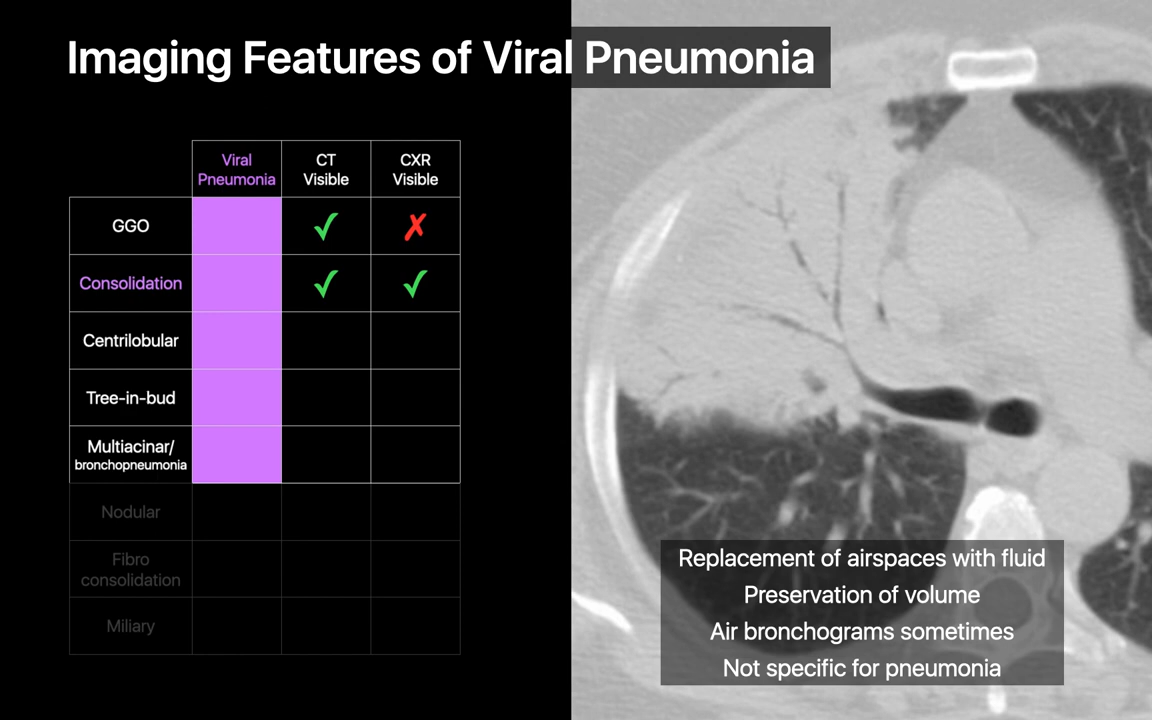 Imaging Features of Viral Pneumonia
Viral
Pneumonia
CT
Visible
CXR
Visible
GGO
Consolidation
Centrilobular
Tree-in-bud
Multiacinar/
bronchopneumonia
Nodular
Fibro
consolidation
Miliary
Replacement of airspaces with fluid
Preservation of volume
Air bronchograms sometimes
Not specific for pneumonia